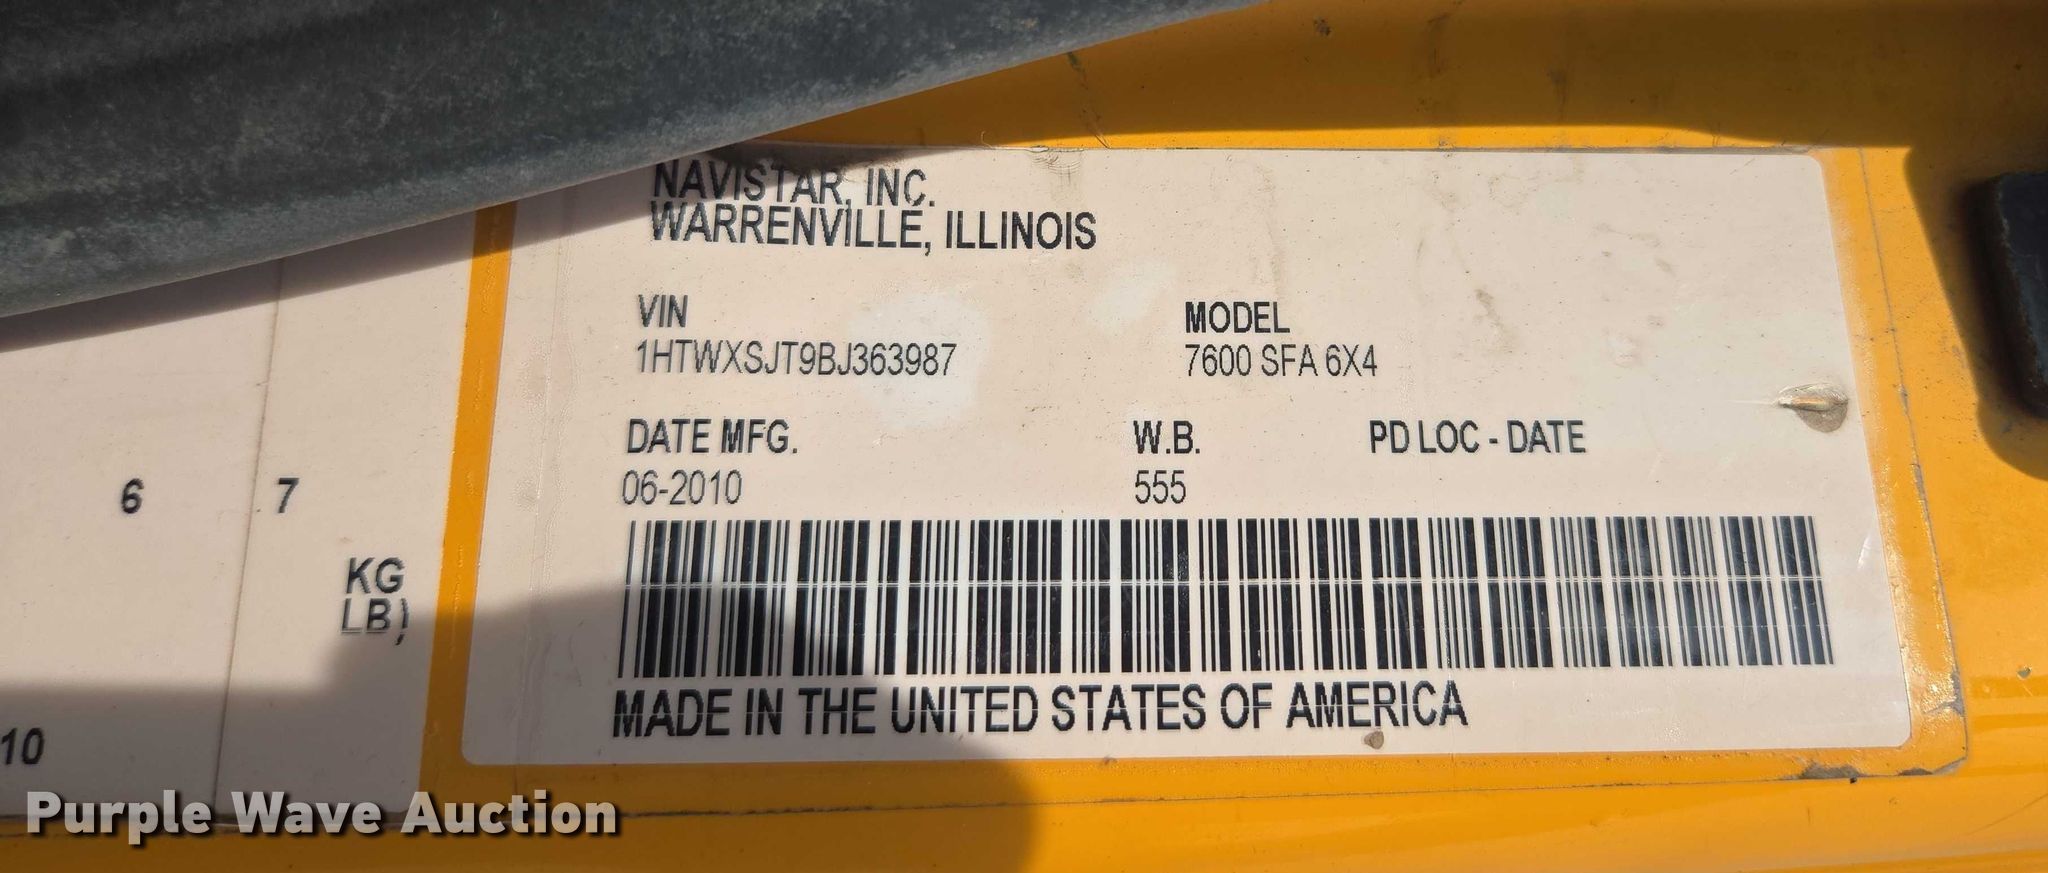 NAVISTAR, INC.
WARRENVILLE, ILLINOIS
VIN MODEL
1HTWXSJT9BJ363987 7600 SFA 6X4
DATE MFG. W.B. PD LOC - DATE
06-2010 555
MADE IN THE UNITED STATES OF AMERICA
6 7
KG
LB)
10
Purple Wave Auction